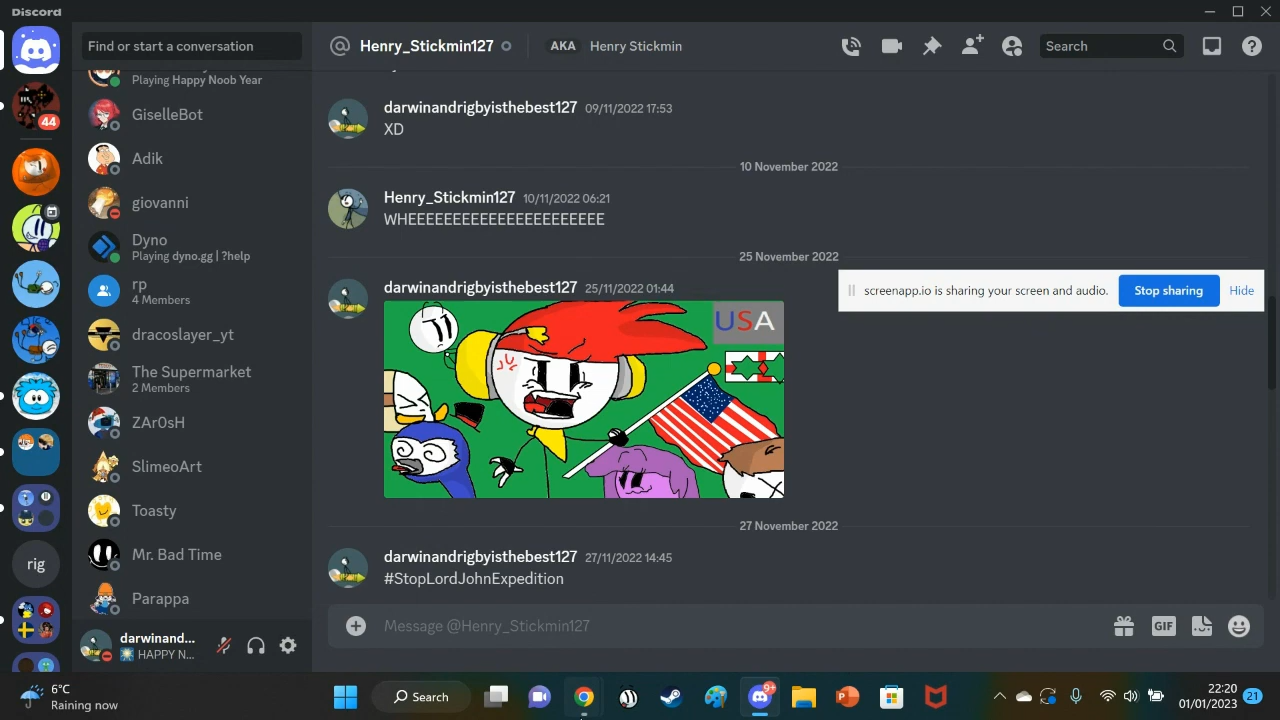 Discord
Find or start a conversation
Playing Happy Noob Year
GiselleBot
Adik
giovanni
Dyno
Playing dyno.gg | ?help
rp
4 Members
dracoslayer_yt
The Supermarket
2 Members
ZAr0sH
SlimeoArt
Toasty
Mr. Bad Time
Parappa
darwinand...
HAPPY N...
44
rig
Henry_Stickmin127
AKA Henry Stickmin
Search
darwinandrigbyisthebest127 09/11/2022 17:53
XD
10 November 2022
Henry_Stickmin127 10/11/2022 06:21
WHEEEEEEEEEEEEEEEEEEEEEE
25 November 2022
darwinandrigbyisthebest127 25/11/2022 01:44
USA
screenapp.io is sharing your screen and audio. Stop sharing Hide
27 November 2022
darwinandrigbyisthebest127 27/11/2022 14:45
#StopLordJohnExpedition
Message @Henry_Stickmin127
GIF
6°C
Raining now
Search
9+
22:20
01/01/2023
21